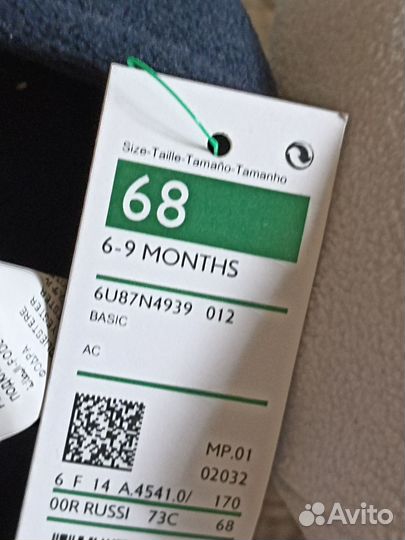 Size-Taille-Tamaño-Tamanho
68
6-9 MONTHS
6U87N4939 012
BASIC
AC
MP.01
02032
6 F 14 A.4541.0/ 170
00R RUSSI 73C 68
Avito